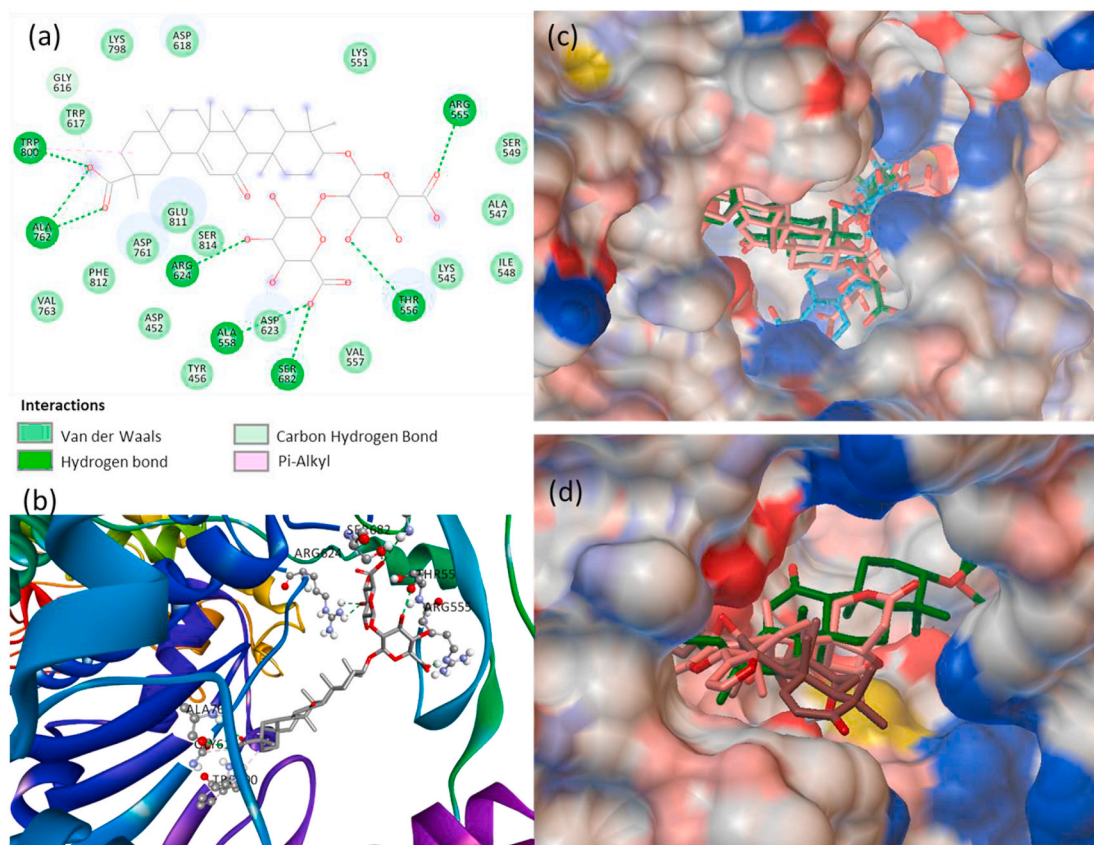 (a)
LYS
798
ASP
618
LYS
551
GLY
616
ARG
555
TRP
617
TRP
800
SER
549
ALA
762
GLU
811
ALA
547
ASP
761
SER
814
ARG
624
PHE
812
LYS
545
ILE
548
VAL
763
THR
556
ASP
452
ASP
623
ALA
558
VAL
557
TYR
456
SER
682
Interactions
Van der Waals
Carbon Hydrogen Bond
Hydrogen bond
Pi-Alkyl
(b)
ARG624
ARG555
(c)
(d)